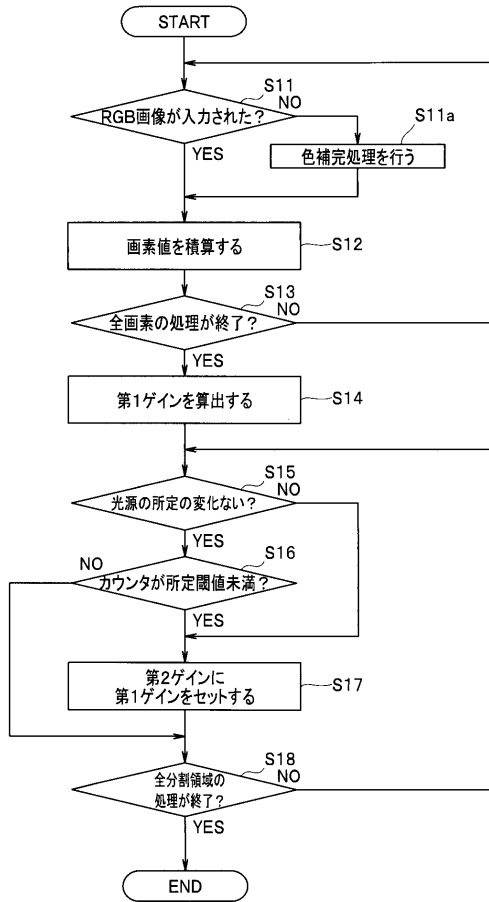 START
S11
RGB画像が入力された?
NO
S11a
色補完処理を行う
YES
画素値を積算する
S12
S13
全画素の処理が終了?
NO
YES
第1ゲインを算出する
S14
S15
光源の所定の変化ない?
NO
YES
S16
NO
カウンタが所定閾値未満?
YES
第2ゲインに
第1ゲインをセットする
S17
S18
全分割領域の
処理が終了?
NO
YES
END